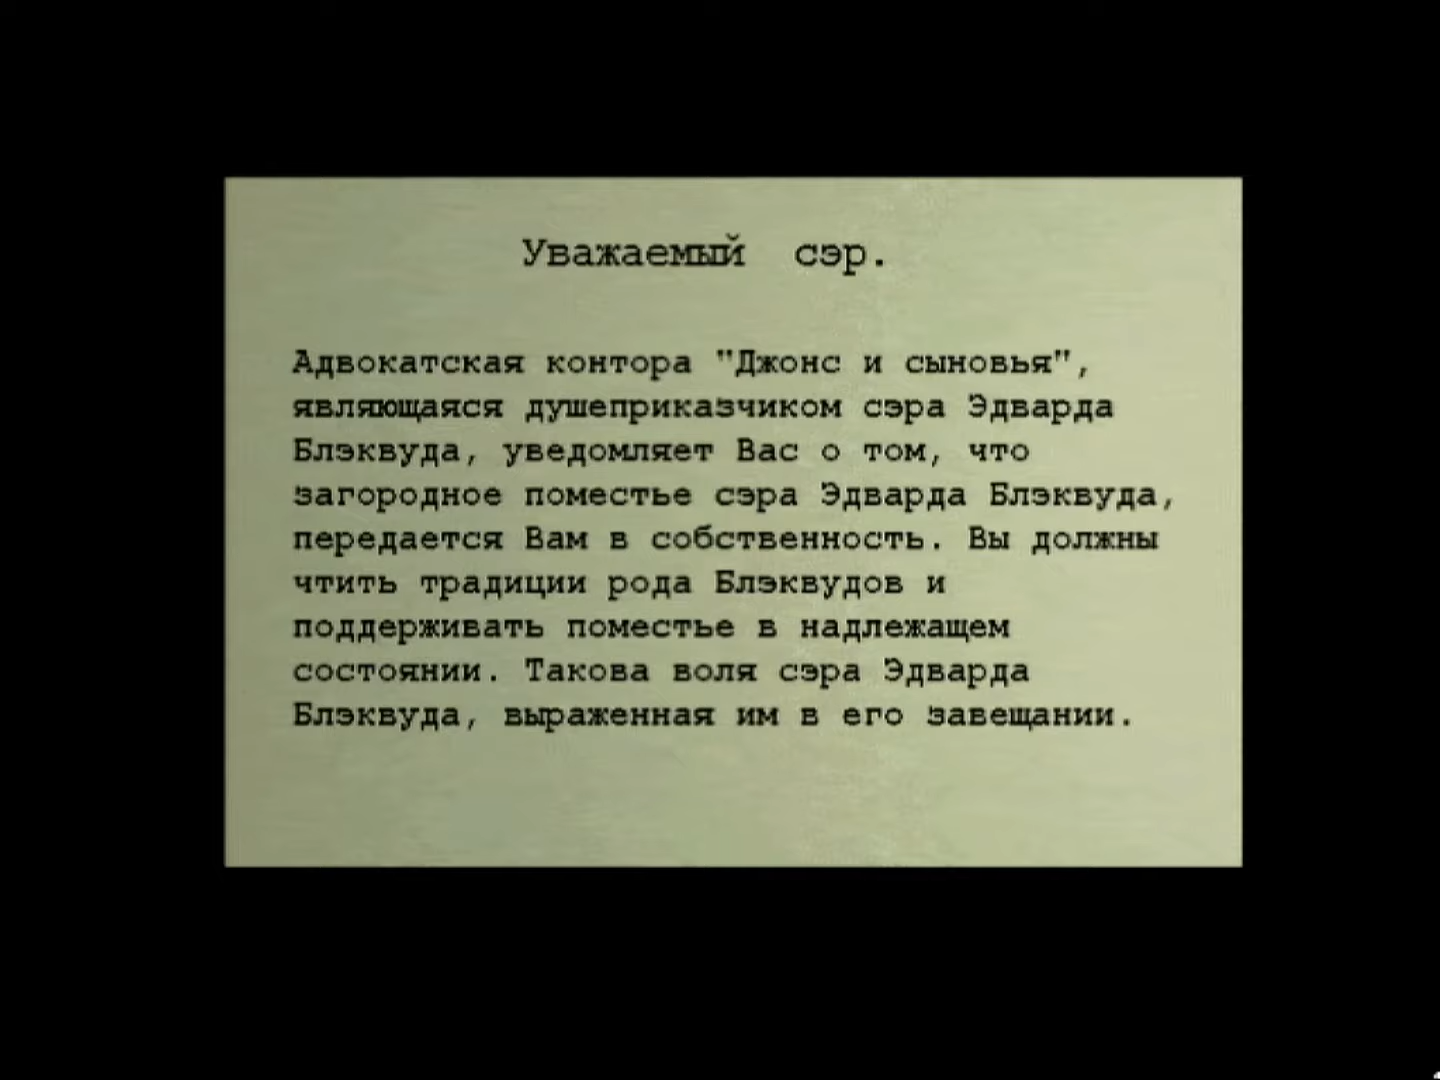 Уважаемый сэр.
Адвокатская контора "Джонс и сыновья",
являющаяся душеприказчиком сэра Эдварда
Блэквуда, уведомляет Вас о том, что
загородное поместье сэра Эдварда Блэквуда,
передается Вам в собственность. Вы должны
чтить традиции рода Блэквудов и
поддерживать поместье в надлежащем
состоянии. Такова воля сэра Эдварда
Блэквуда, выраженная им в его завещании.